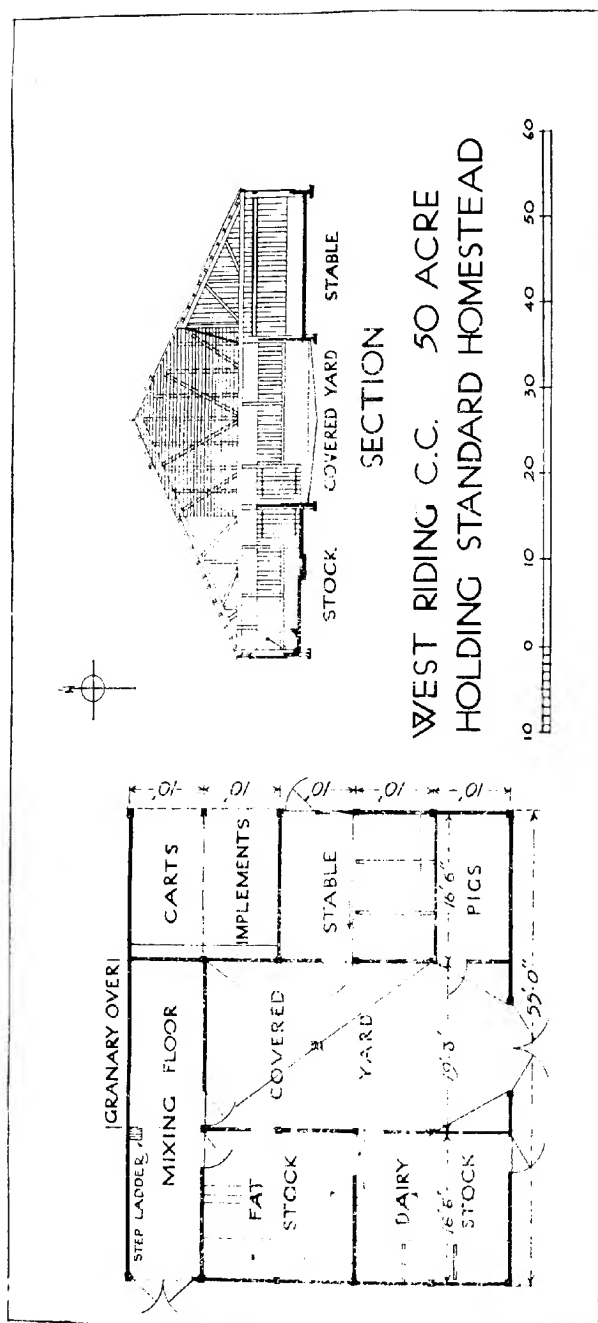 GRANARY OVER
STEP LADDER
MIXING FLOOR
CARTS
IMPLEMENTS
FAT
STOCK
COVERED
YARD
STABLE
DAIRY
STOCK
PIGS
10'
10'
10'
10'
10'
16'6"
19'3"
16'6"
N
STOCK COVERED YARD STABLE
SECTION
WEST RIDING C.C. 50 ACRE
HOLDING STANDARD HOMESTEAD
10 0 10 20 30 40 50 60